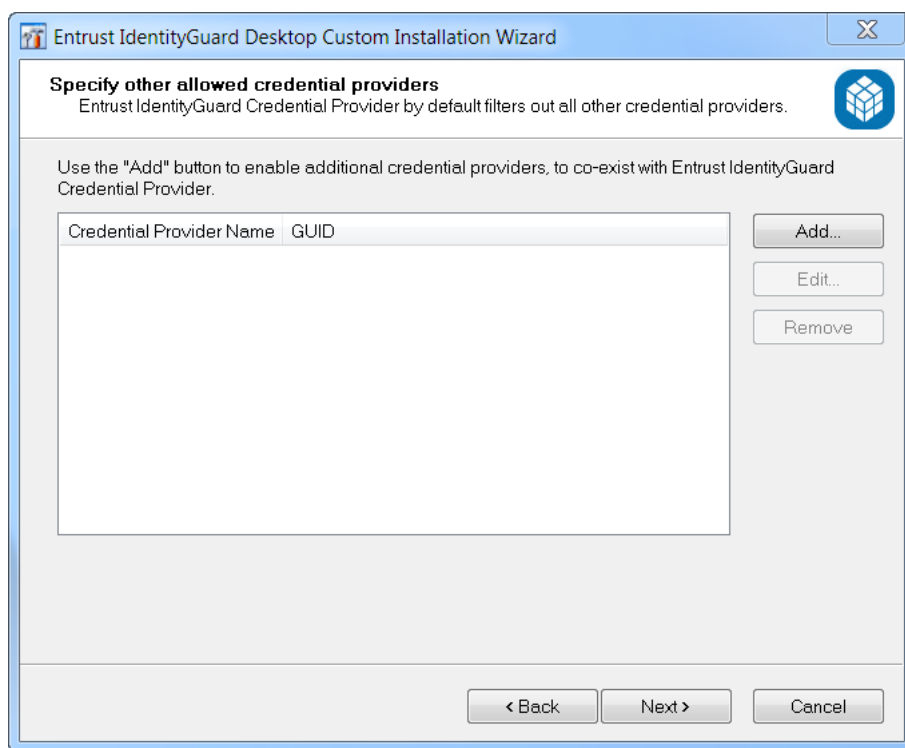 Entrust IdentityGuard Desktop Custom Installation Wizard
Specify other allowed credential providers
Entrust IdentityGuard Credential Provider by default filters out all other credential providers.
Use the "Add" button to enable additional credential providers, to co-exist with Entrust IdentityGuard
Credential Provider.
Credential Provider Name GUID
Add...
Edit...
Remove
< Back Next > Cancel